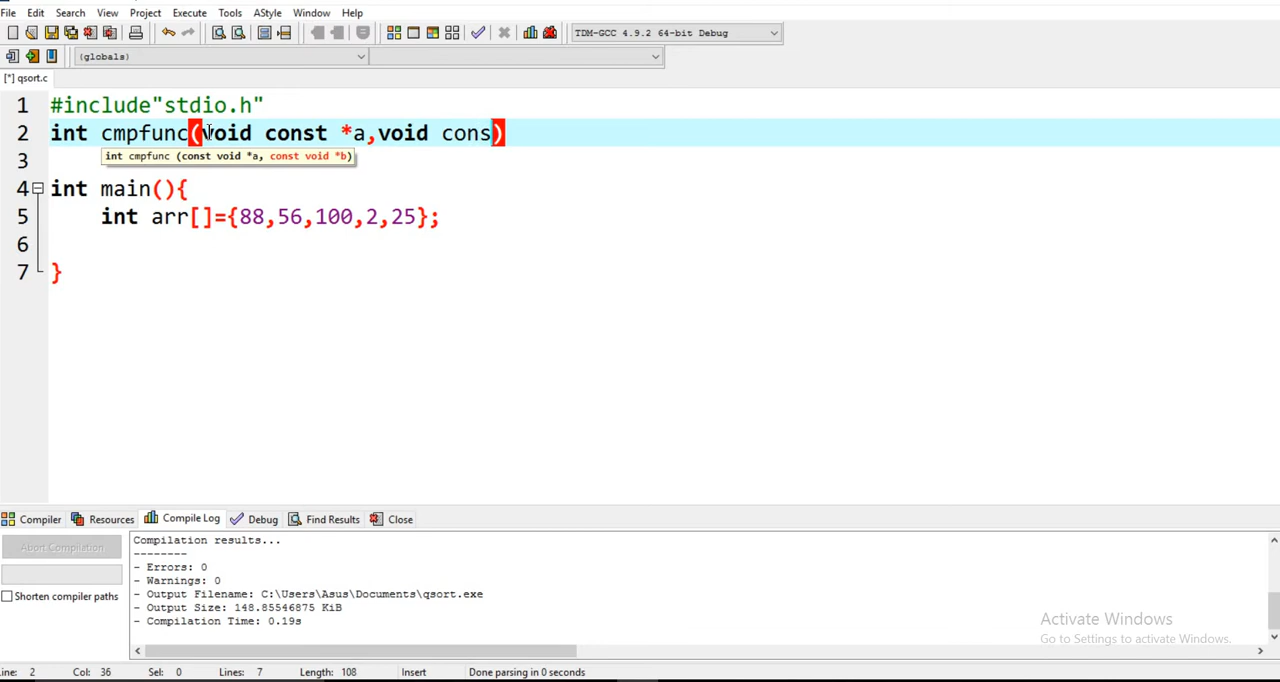 File Edit Search View Project Execute Tools AStyle Window Help
TDM-GCC 4.9.2 64-bit Debug
(globals)
[*] qsort.c
1 #include"stdio.h"
2 int cmpfunc(void const *a,void cons)
int cmpfunc (const void *a, const void *b)
3
4 int main(){
5 int arr[]={88,56,100,2,25};
6
7 }
Compiler Resources Compile Log Debug Find Results Close
Abort Compilation
Shorten compiler paths
Compilation results...
--------
- Errors: 0
- Warnings: 0
- Output Filename: C:\Users\Asus\Documents\qsort.exe
- Output Size: 148.85546875 KiB
- Compilation Time: 0.19s
Activate Windows
Go to Settings to activate Windows.
ine: 2 Col: 36 Sel: 0 Lines: 7 Length: 108 Insert Done parsing in 0 seconds